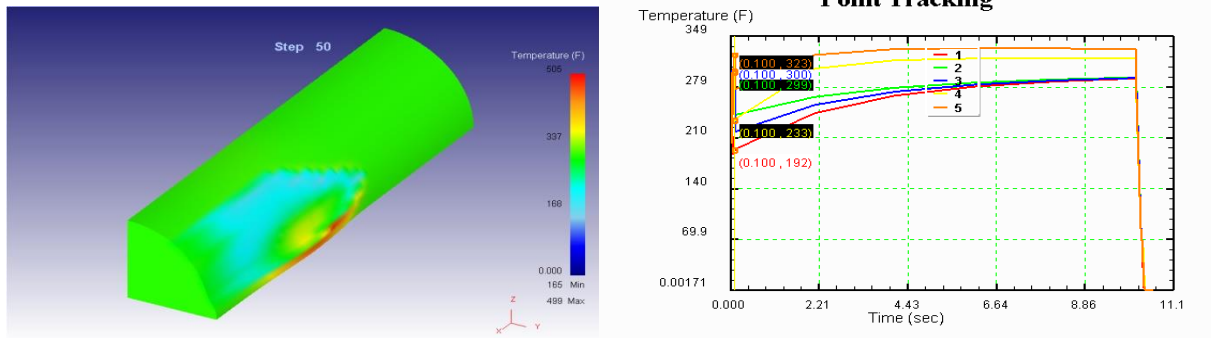 Step 50
Temperature (F)
505
337
168
0.000
165 Min
499 Max
Z
Y
X
Point Tracking
Temperature (F)
349
279
210
140
69.9
0.00171
(0.100, 323)
(0.100, 300)
(0.100, 299)
(0.100, 233)
(0.100, 192)
1
2
3
4
5
0.000 2.21 4.43 6.64 8.86 11.1
Time (sec)